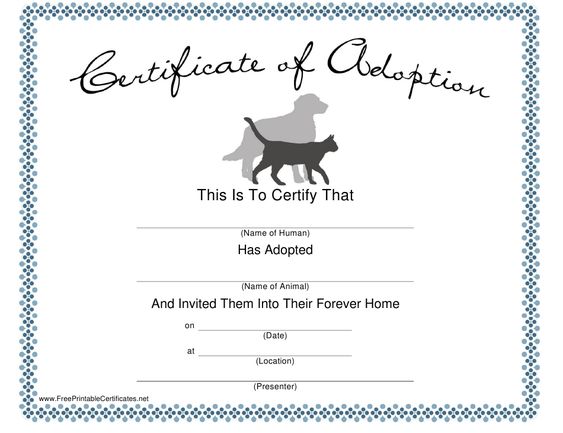 Certificate of Adoption
This Is To Certify That
(Name of Human)
Has Adopted
(Name of Animal)
And Invited Them Into Their Forever Home
on
(Date)
at
(Location)
(Presenter)
www.FreePrintableCertificates.net